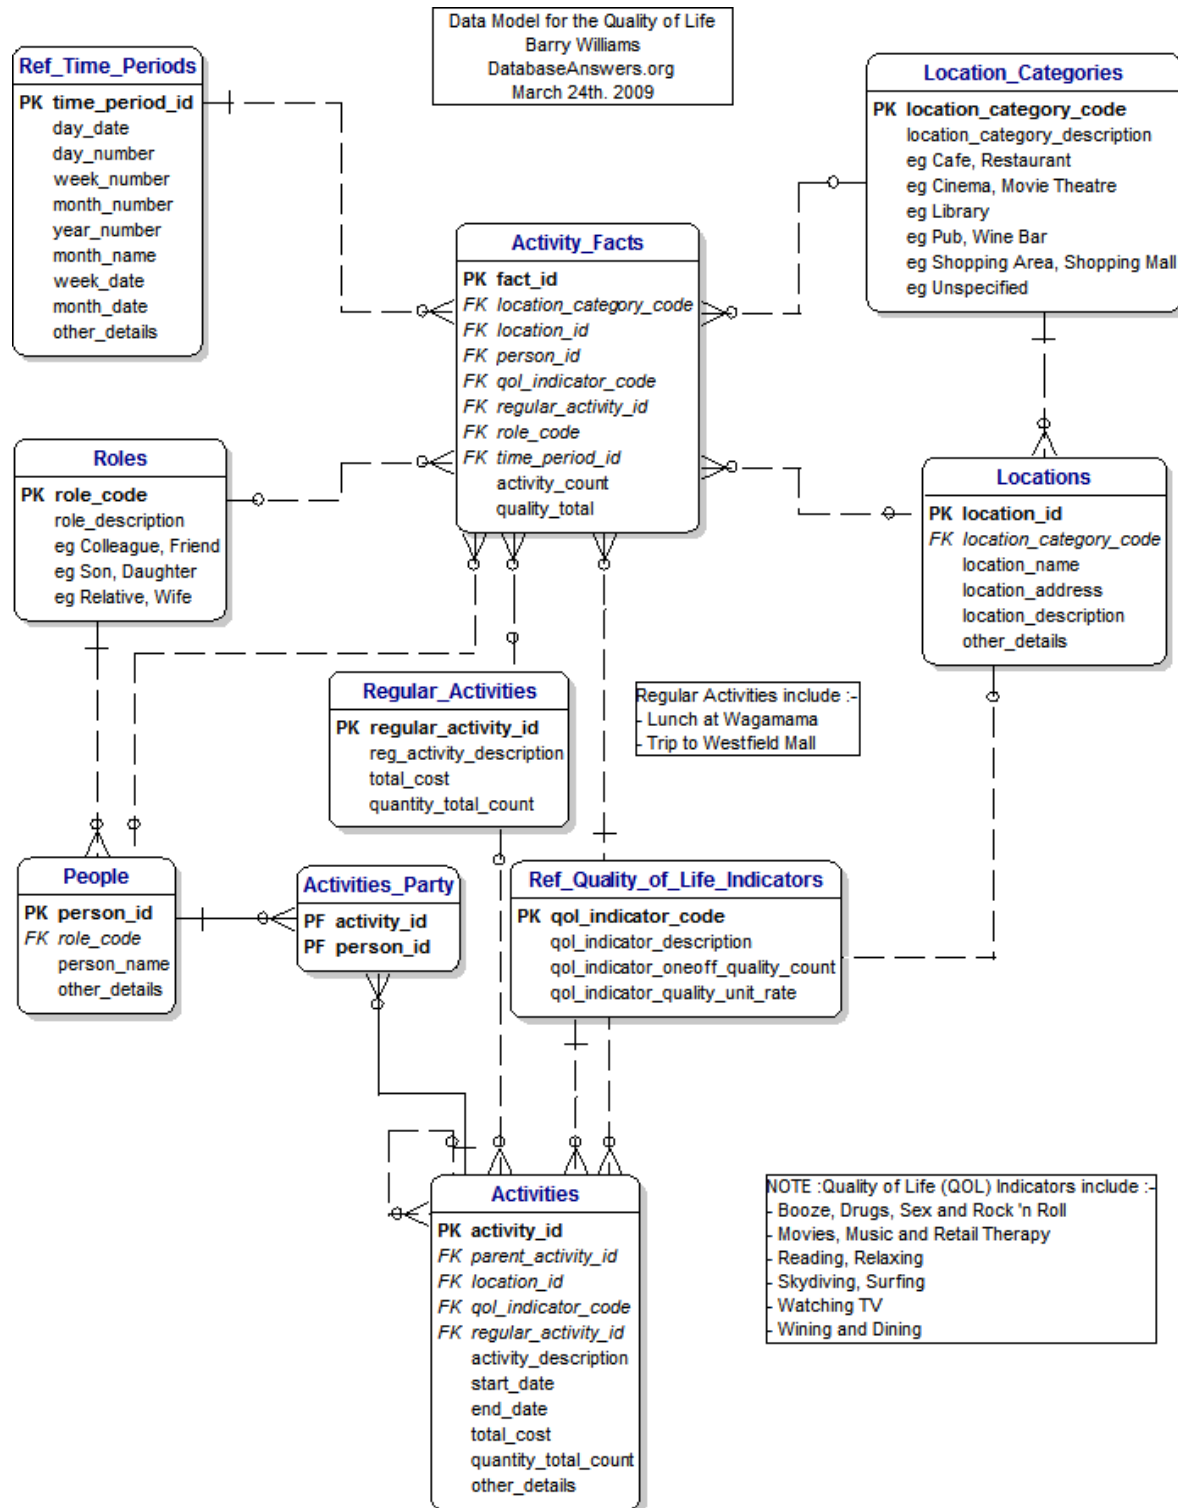 Data Model for the Quality of Life
Barry Williams
DatabaseAnswers.org
March 24th. 2009
Ref_Time_Periods
PK time_period_id
day_date
day_number
week_number
month_number
year_number
month_name
week_date
month_date
other_details
Location_Categories
PK location_category_code
location_category_description
eg Cafe, Restaurant
eg Cinema, Movie Theatre
eg Library
eg Pub, Wine Bar
eg Shopping Area, Shopping Mall
eg Unspecified
Activity_Facts
PK fact_id
FK location_category_code
FK location_id
FK person_id
FK qol_indicator_code
FK regular_activity_id
FK role_code
FK time_period_id
activity_count
quality_total
Roles
PK role_code
role_description
eg Colleague, Friend
eg Son, Daughter
eg Relative, Wife
Locations
PK location_id
FK location_category_code
location_name
location_address
location_description
other_details
Regular_Activities
PK regular_activity_id
reg_activity_description
total_cost
quantity_total_count
Regular Activities include :-
- Lunch at Wagamama
- Trip to Westfield Mall
People
PK person_id
FK role_code
person_name
other_details
Activities_Party
PF activity_id
PF person_id
Ref_Quality_of_Life_Indicators
PK qol_indicator_code
qol_indicator_description
qol_indicator_oneoff_quality_count
qol_indicator_quality_unit_rate
Activities
PK activity_id
FK parent_activity_id
FK location_id
FK qol_indicator_code
FK regular_activity_id
activity_description
start_date
end_date
total_cost
quantity_total_count
other_details
NOTE :Quality of Life (QOL) Indicators include :-
- Booze, Drugs, Sex and Rock 'n Roll
- Movies, Music and Retail Therapy
- Reading, Relaxing
- Skydiving, Surfing
- Watching TV
- Wining and Dining